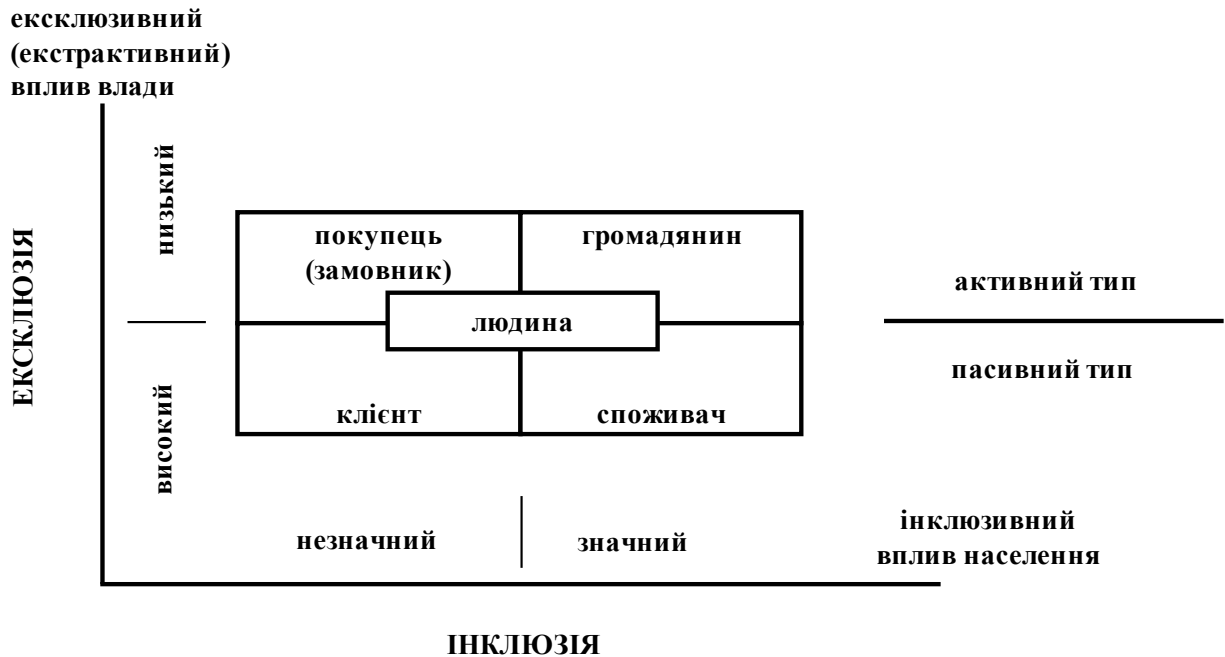 ексклюзивний
(екстрактивний)
вплив влади
ЕКСКЛЮЗІЯ
низький
високий
покупець
(замовник)
громадянин
людина
клієнт
споживач
активний тип
пасивний тип
незначний
значний
інклюзивний
вплив населення
ІНКЛЮЗІЯ